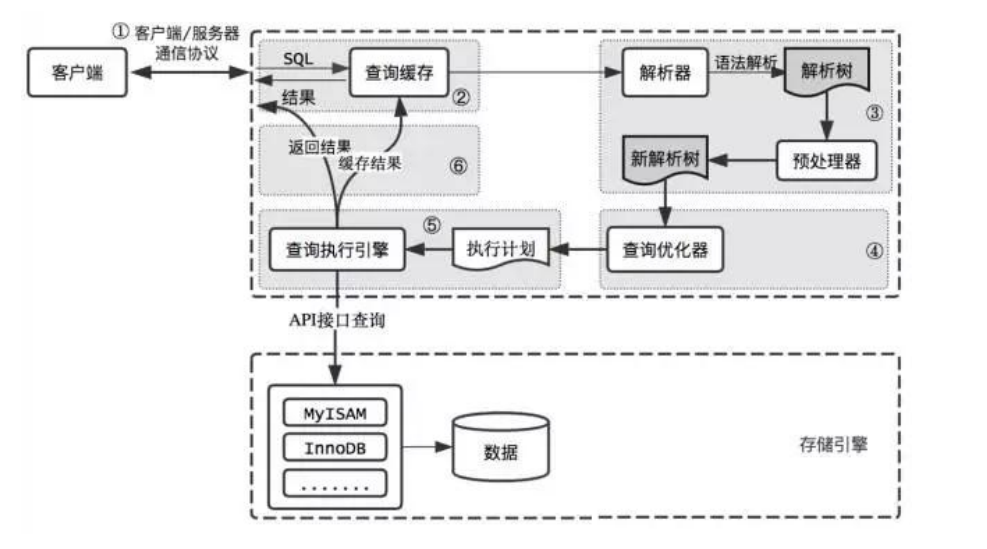 ① 客户端/服务器
通信协议
客户端
SQL
结果
查询缓存
②
解析器
语法解析
解析树
③
预处理器
新解析树
返回结果
缓存结果
⑥
⑤
查询执行引擎
执行计划
查询优化器
④
API接口查询
MyISAM
InnoDB
.......
数据
存储引擎